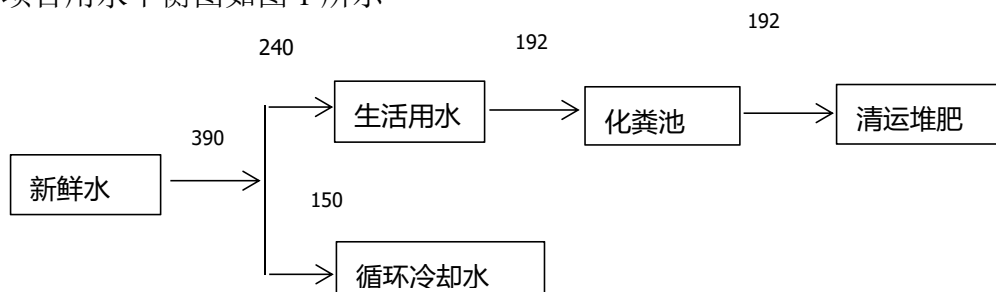 项目用水平衡图如图1所示
192
240
192
生活用水
化粪池
清运堆肥
390
新鲜水
150
循环冷却水